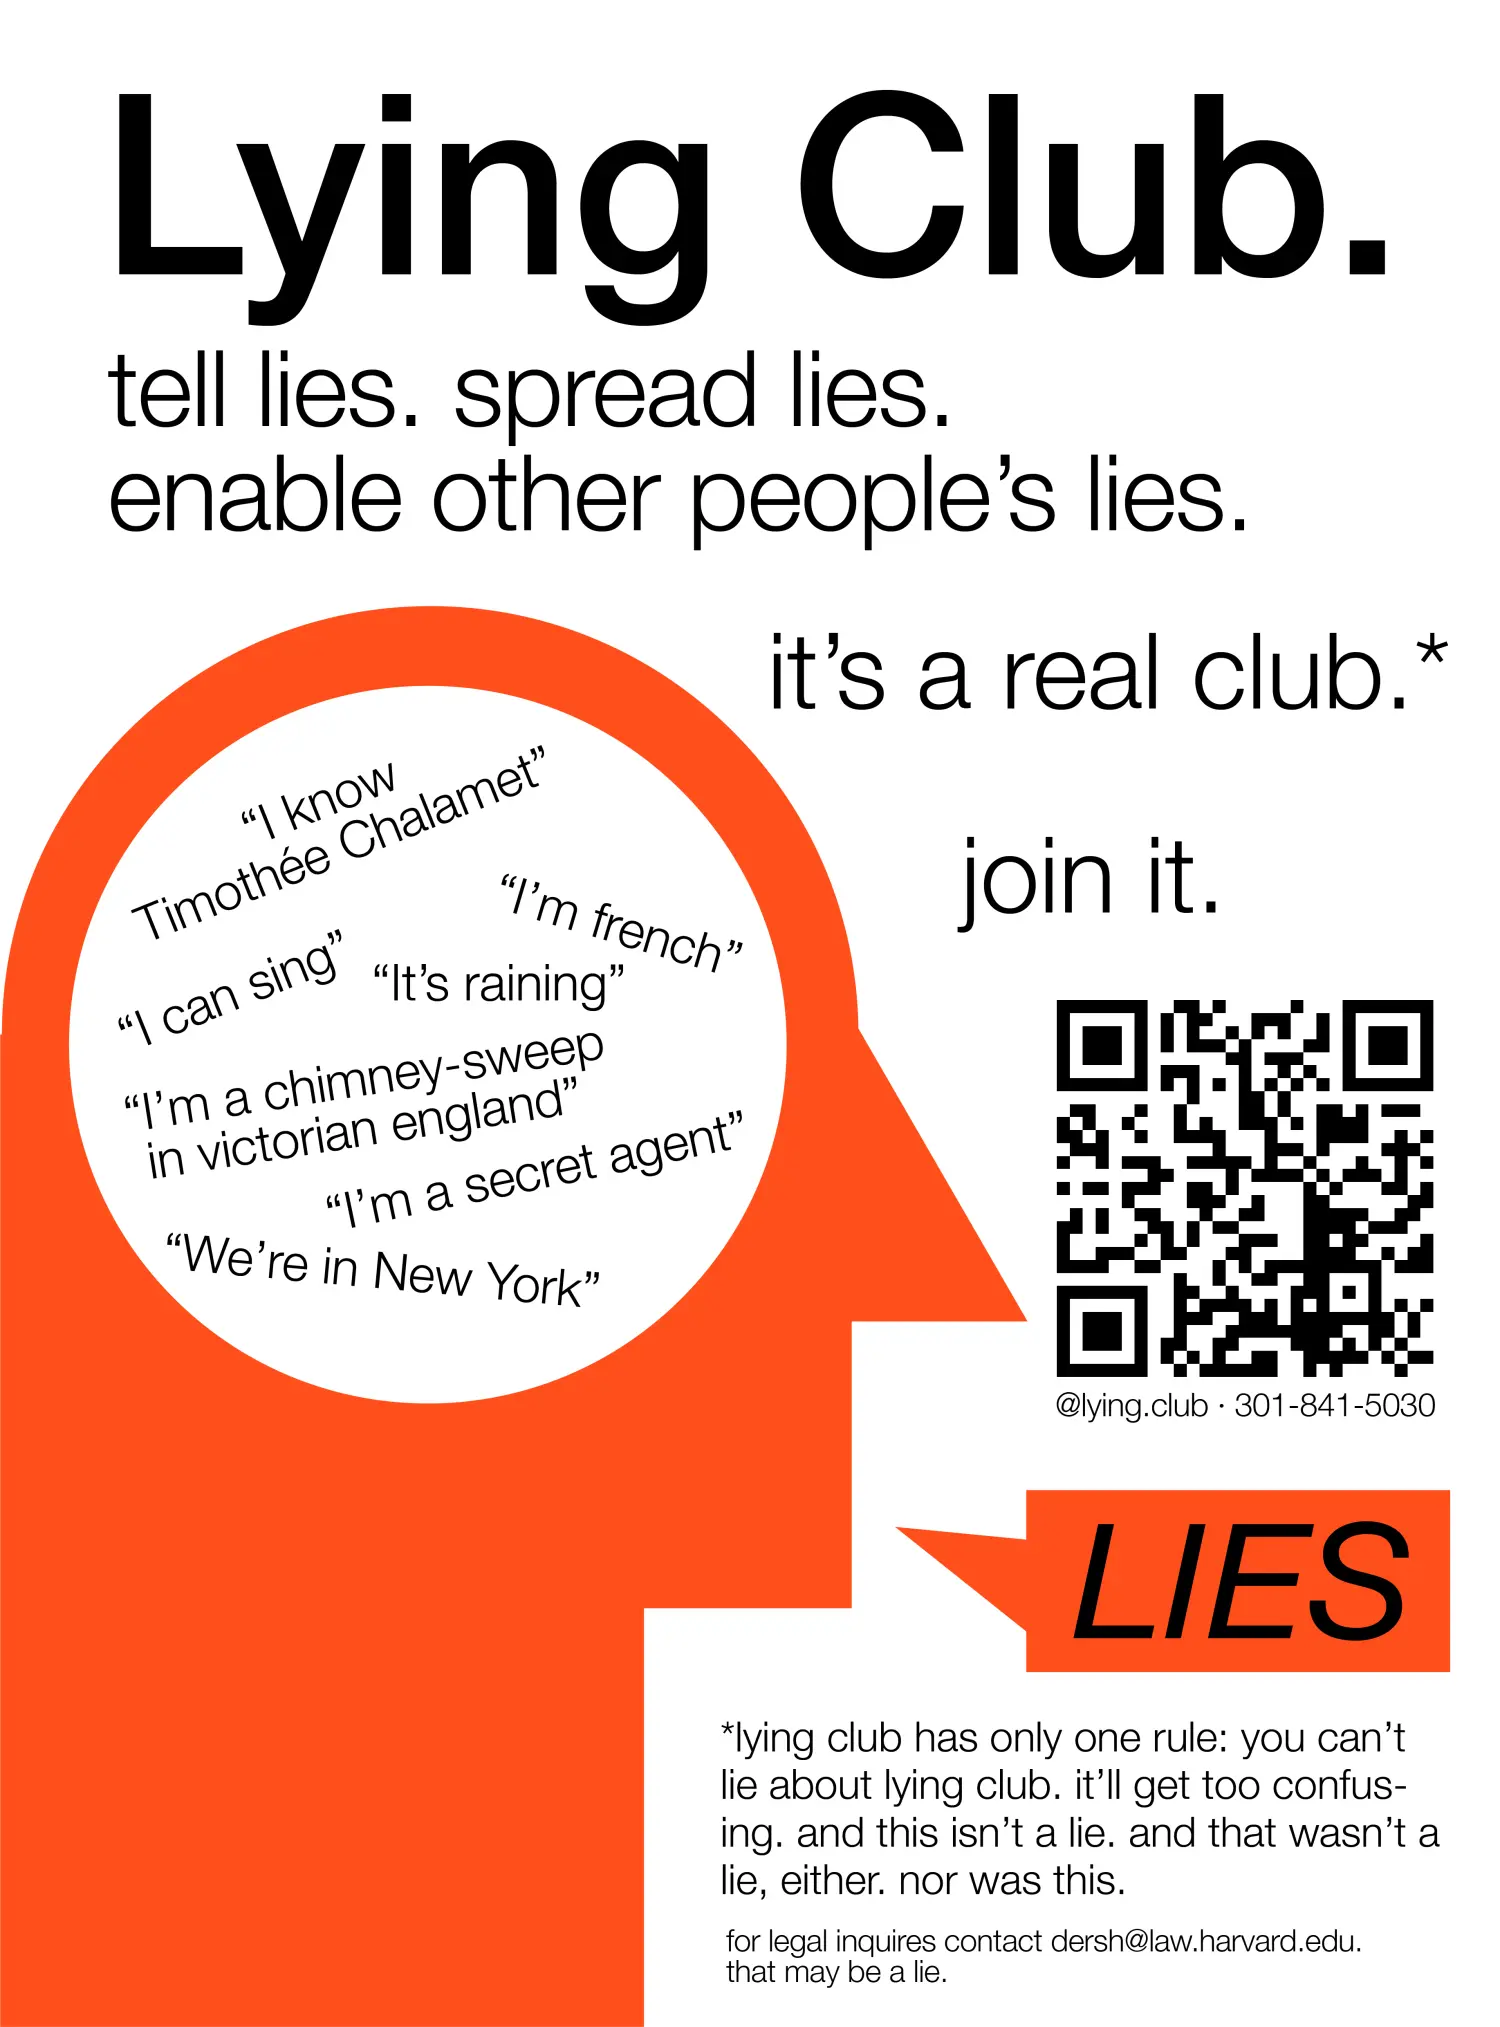 Lying Club.
tell lies. spread lies.
enable other people’s lies.
it’s a real club.*
join it.
“I know
Timothée Chalamet”
“I’m french”
“I can sing”
“It’s raining”
“I’m a chimney-sweep
in victorian england”
“I’m a secret agent”
“We’re in New York”
@lying.club · 301-841-5030
LIES
*lying club has only one rule: you can’t
lie about lying club. it’ll get too confus-
ing. and this isn’t a lie. and that wasn’t a
lie, either. nor was this.
for legal inquires contact dersh@law.harvard.edu.
that may be a lie.